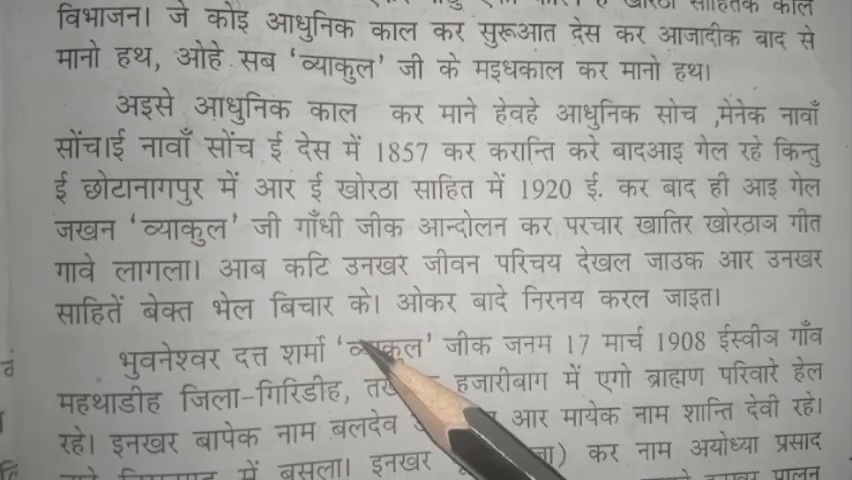 साहितेक काल
विभाजन। जे कोइ आधुनिक काल कर सुरूआत देस कर आजादीक बाद से
मानो हथ, ओहे सब ‘व्याकुल’ जी के मइधकाल कर मानो हथ।
अइसे आधुनिक काल कर माने हेवहे आधुनिक सोच ,मेनेक नावाँ
सोंच।ई नावाँ सोंच ई देस में 1857 कर करान्ति करे बादआइ गेल रहे किन्तु
ई छोटानागपुर में आर ई खोरठा साहित में 1920 ई. कर बाद ही आइ गेल
जखन ‘व्याकुल’ जी गाँधी जीक आन्दोलन कर परचार खातिर खोरठाञ गीत
गावे लागला। आब कटि उनखर जीवन परिचय देखल जाउक आर उनखर
साहितें बेक्त भेल बिचार के। ओकर बादे निरनय करल जाइत।
भुवनेश्वर दत्त शर्मा ‘व्याकुल’ जीक जनम 17 मार्च 1908 ईस्वीञ गाँव
महथाडीह जिला-गिरिडीह, हजारीबाग में एगो ब्राह्मण परिवारे हेल
रहे। इनखर बापेक नाम बलदेव आर मायेक नाम शान्ति देवी रहे।
में बसला। इनखर कर नाम अयोध्या प्रसाद
पालन